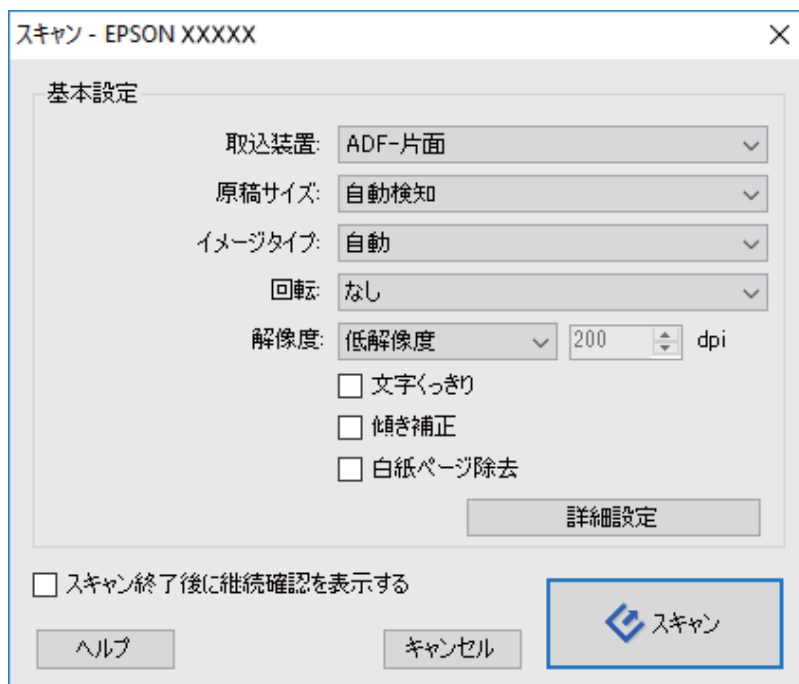 スキャン - EPSON XXXXX
基本設定
取込装置: ADF-片面
原稿サイズ: 自動検知
イメージタイプ: 自動
回転: なし
解像度: 低解像度 200 dpi
文字くっきり
傾き補正
白紙ページ除去
詳細設定
スキャン終了後に継続確認を表示する
ヘルプ キャンセル スキャン